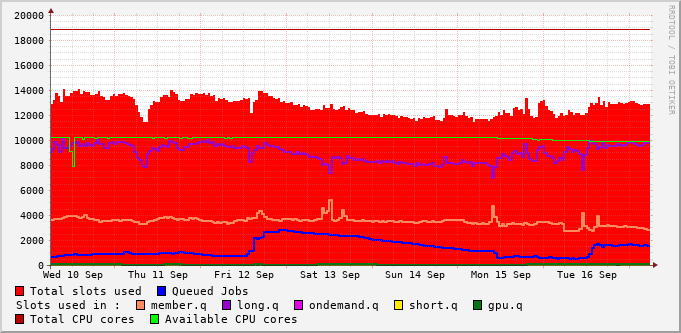 RRDTOOL / TOBI OETIKER
20000
18000
16000
14000
12000
10000
8000
6000
4000
2000
0
Wed 10 Sep Thu 11 Sep Fri 12 Sep Sat 13 Sep Sun 14 Sep Mon 15 Sep Tue 16 Sep
Total slots used Queued Jobs
Slots used in : member.q long.q ondemand.q short.q gpu.q
Total CPU cores Available CPU cores